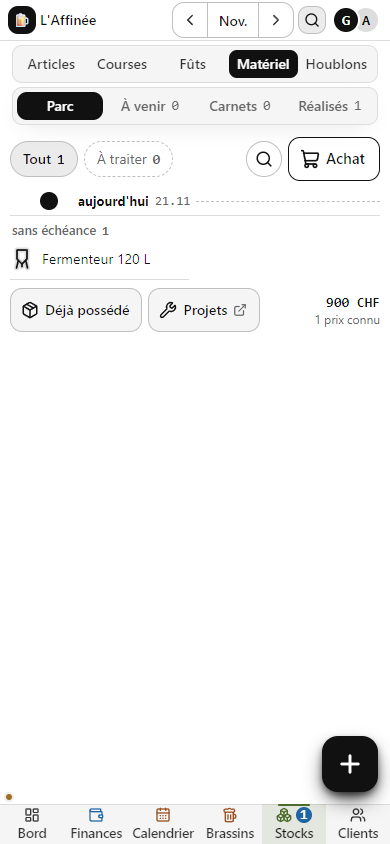 L'Affinée
Nov.
G A
Articles Courses Fûts Matériel Houblons
Parc À venir 0 Carnets 0 Réalisés 1
Tout 1 À traiter 0 Achat
aujourd'hui 21.11
sans échéance 1
Fermenteur 120 L
Déjà possédé Projets 900 CHF
1 prix connu
1
Bord Finances Calendrier Brassins Stocks Clients